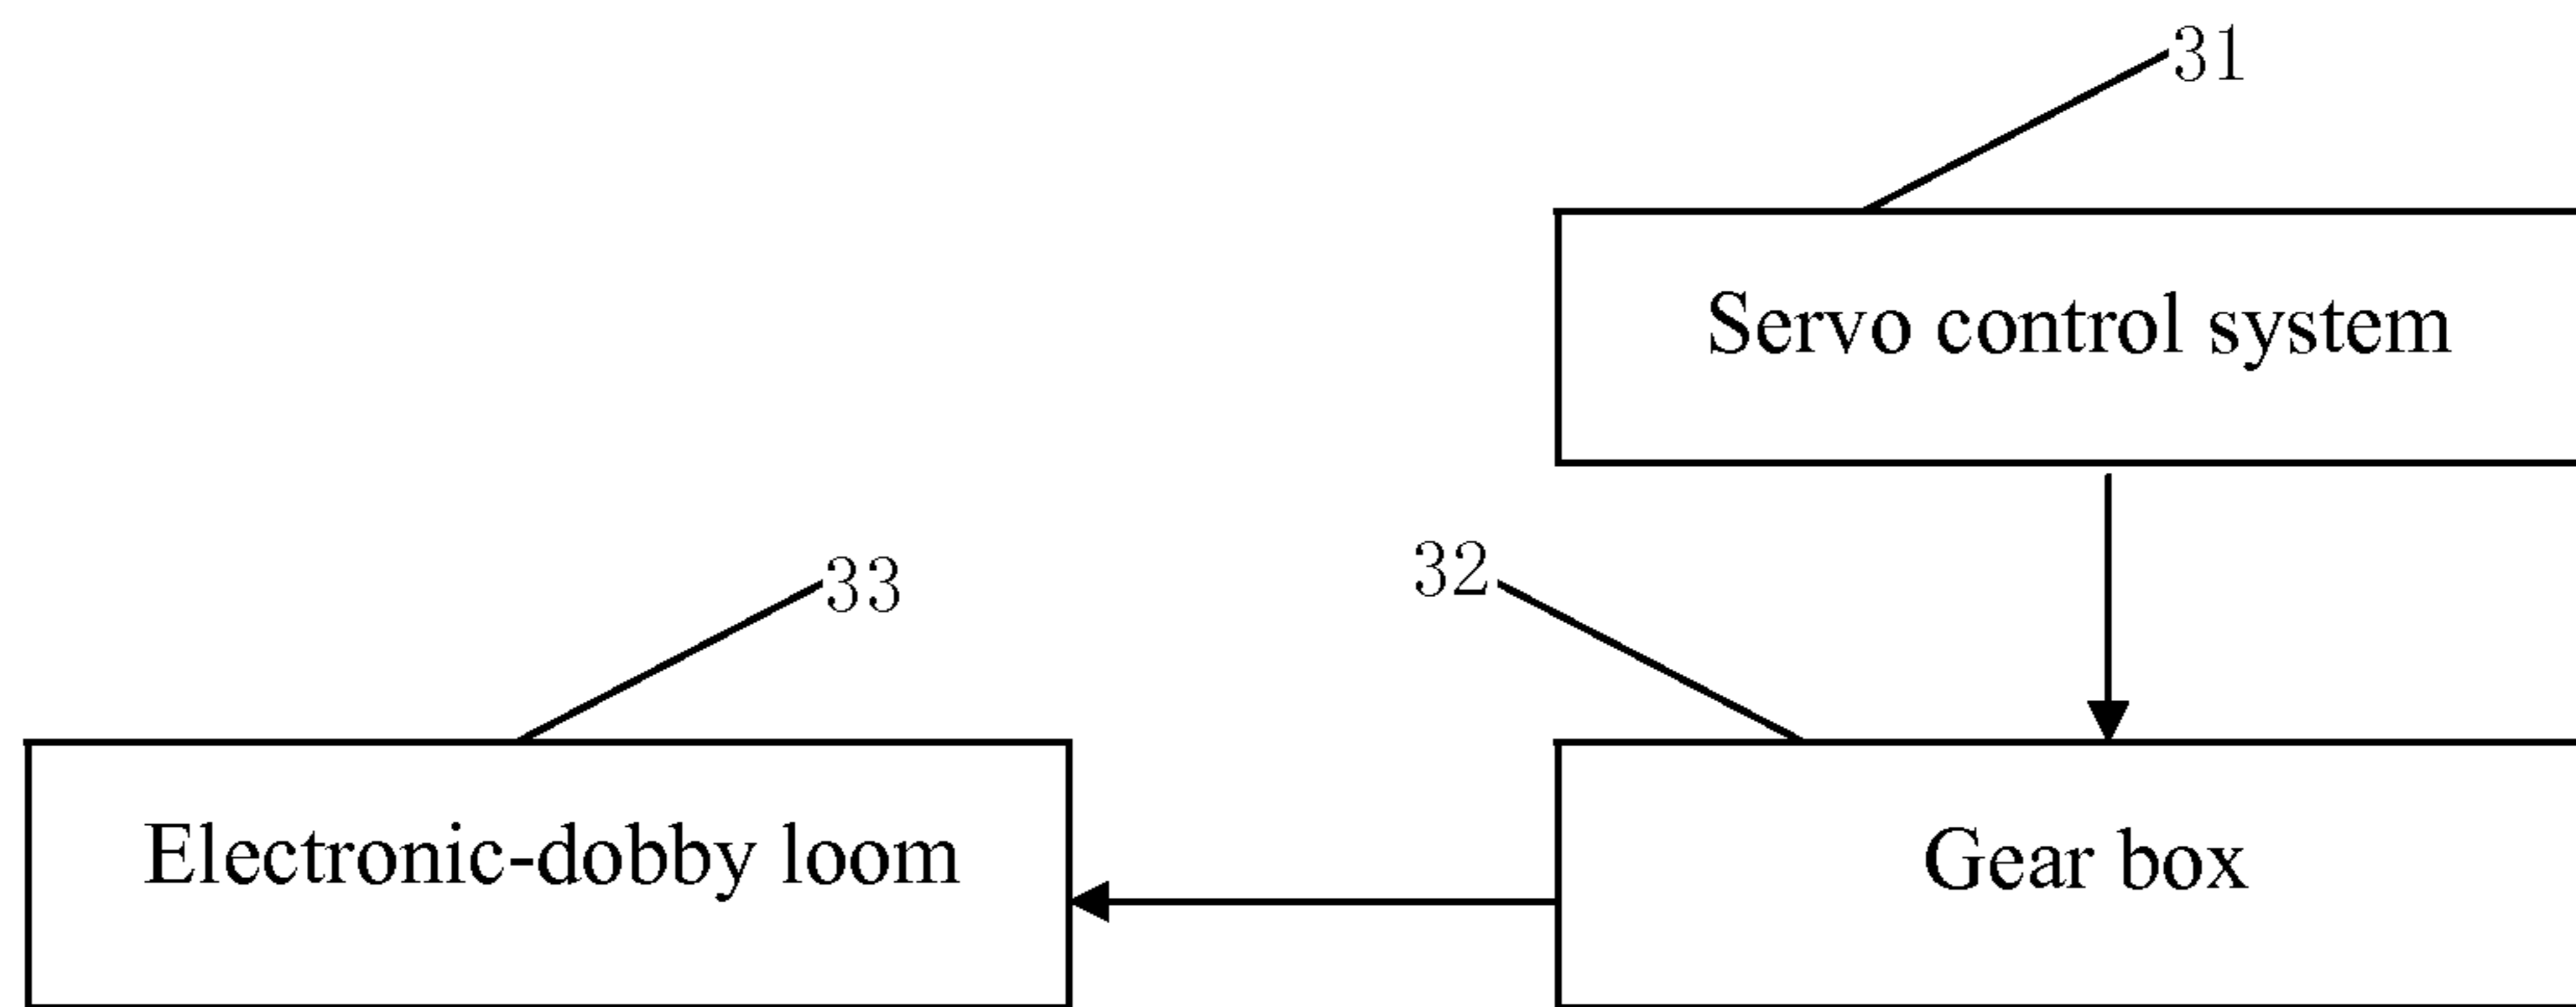 31
Servo control system
33
32
Electronic-dobby loom
Gear box